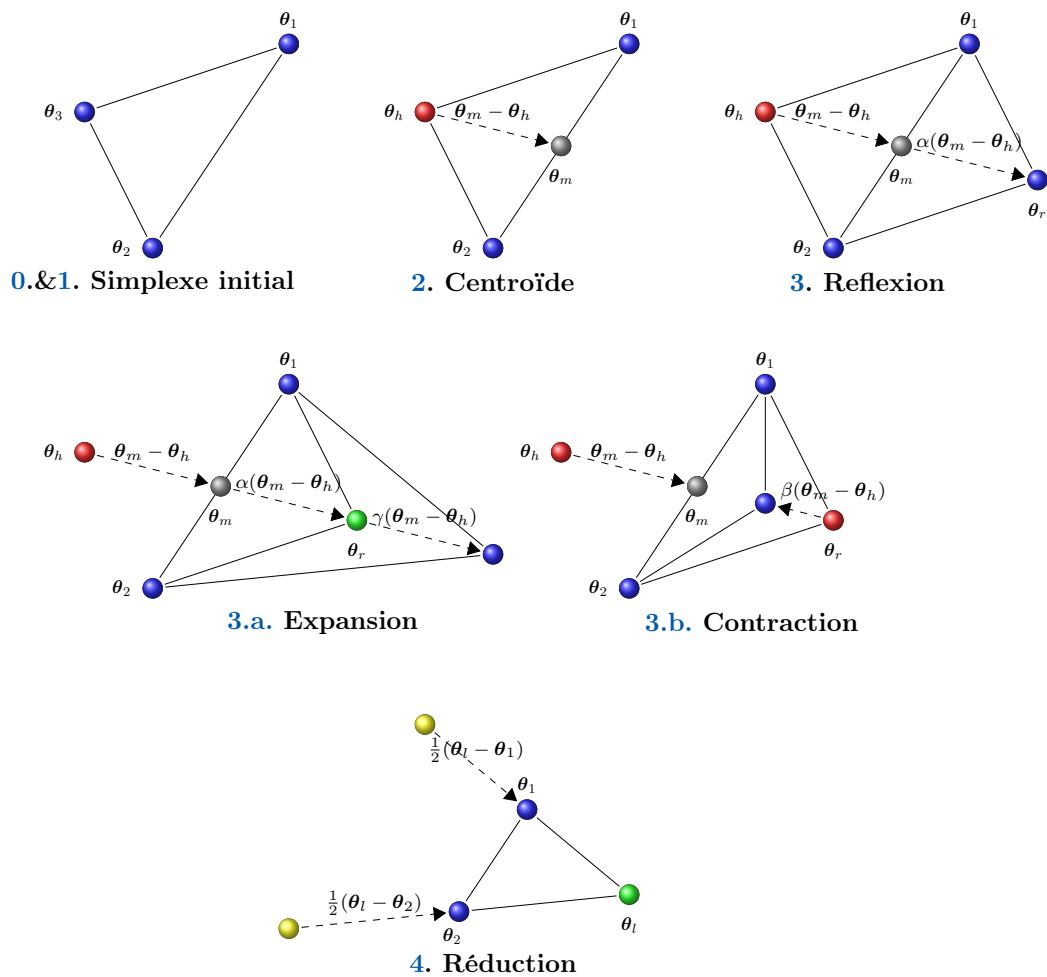 θ₁
θ₃
θ₂
0.&1. Simplexe initial
θ₁
θₕ
θₘ − θₕ
θₘ
θ₂
2. Centroïde
θ₁
θₕ
θₘ − θₕ
α(θₘ − θₕ)
θₘ
θᵣ
θ₂
3. Reflexion
θ₁
θₕ
θₘ − θₕ
α(θₘ − θₕ)
θₘ
γ(θₘ − θₕ)
θᵣ
θ₂
3.a. Expansion
θ₁
θₕ
θₘ − θₕ
β(θₘ − θₕ)
θₘ
θᵣ
θ₂
3.b. Contraction
½(θₗ − θ₁)
θ₁
½(θₗ − θ₂)
θ₂
θₗ
4. Réduction